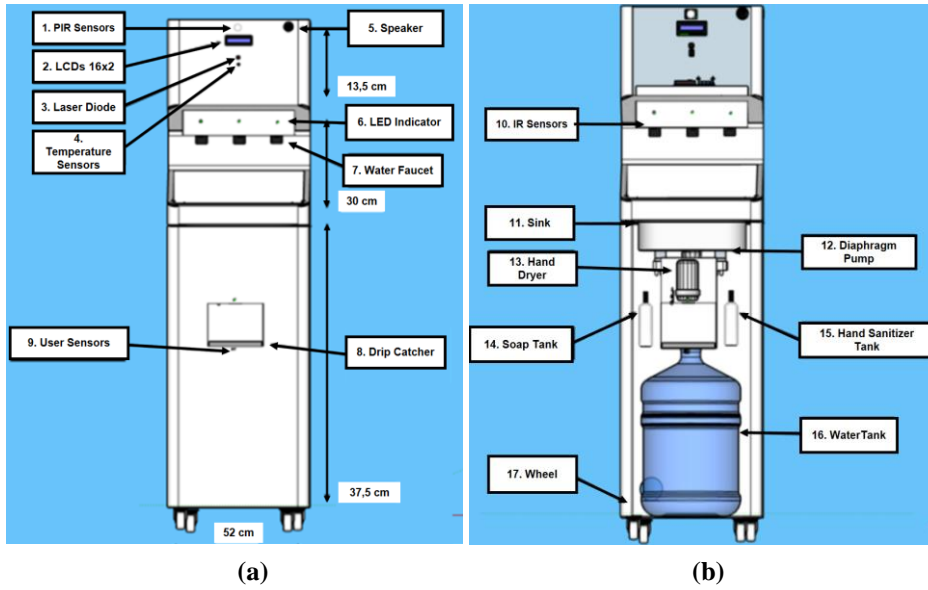 1. PIR Sensors
2. LCDs 16x2
3. Laser Diode
4.
Temperature
Sensors
5. Speaker
13,5 cm
6. LED Indicator
7. Water Faucet
30 cm
9. User Sensors
8. Drip Catcher
37,5 cm
52 cm
(a)
10. IR Sensors
11. Sink
12. Diaphragm
Pump
13. Hand
Dryer
14. Soap Tank
15. Hand Sanitizer
Tank
16. WaterTank
17. Wheel
(b)